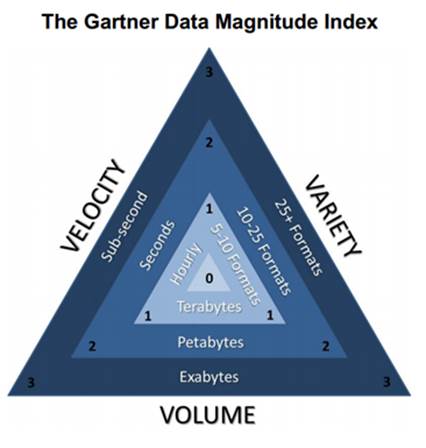 The Gartner Data Magnitude Index
3
VELOCITY
VARIETY
Sub-second
25+ Formats
2
Seconds
10-25 Formats
1
Hourly
5-10 Formats
0
Terabytes
1
1
Petabytes
2
2
Exabytes
3
3
VOLUME